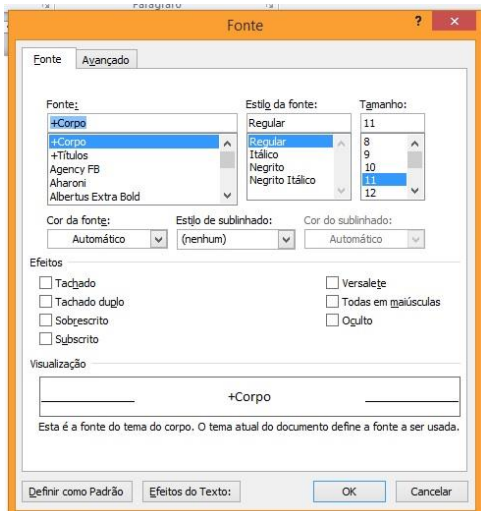 Parágrafo
Fonte
? ×
Fonte Avançado
Fonte: Estilo da fonte: Tamanho:
+Corpo Regular 11
+Corpo Regular 8
+Títulos Itálico 9
Agency FB Negrito 10
Aharoni Negrito Itálico 11
Albertus Extra Bold 12
Cor da fonte: Estilo de sublinhado: Cor do sublinhado:
Automático (nenhum) Automático
Efeitos
Tachado Versalete
Tachado duplo Todas em maiúsculas
Sobrescrito Oculto
Subscrito
Visualização
+Corpo
Esta é a fonte do tema do corpo. O tema atual do documento define a fonte a ser usada.
Definir como Padrão Efeitos do Texto: OK Cancelar